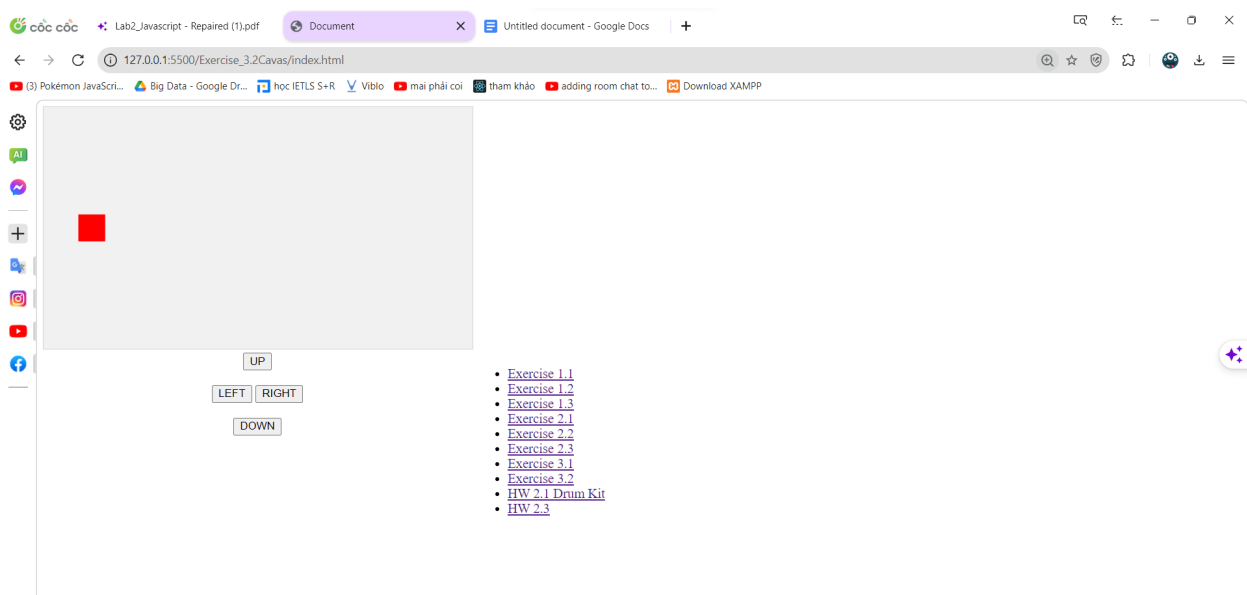 cốc cốc
Lab2_Javascript - Repaired (1).pdf
Document
Untitled document - Google Docs
127.0.0.1:5500/Exercise_3.2Cavas/index.html
(3) Pokémon JavaScri...
Big Data - Google Dr...
học IETLS S+R
Viblo
mai phải coi
tham khảo
adding room chat to...
Download XAMPP
AI
UP
LEFT RIGHT
DOWN
Exercise 1.1
Exercise 1.2
Exercise 1.3
Exercise 2.1
Exercise 2.2
Exercise 2.3
Exercise 3.1
Exercise 3.2
HW 2.1 Drum Kit
HW 2.3